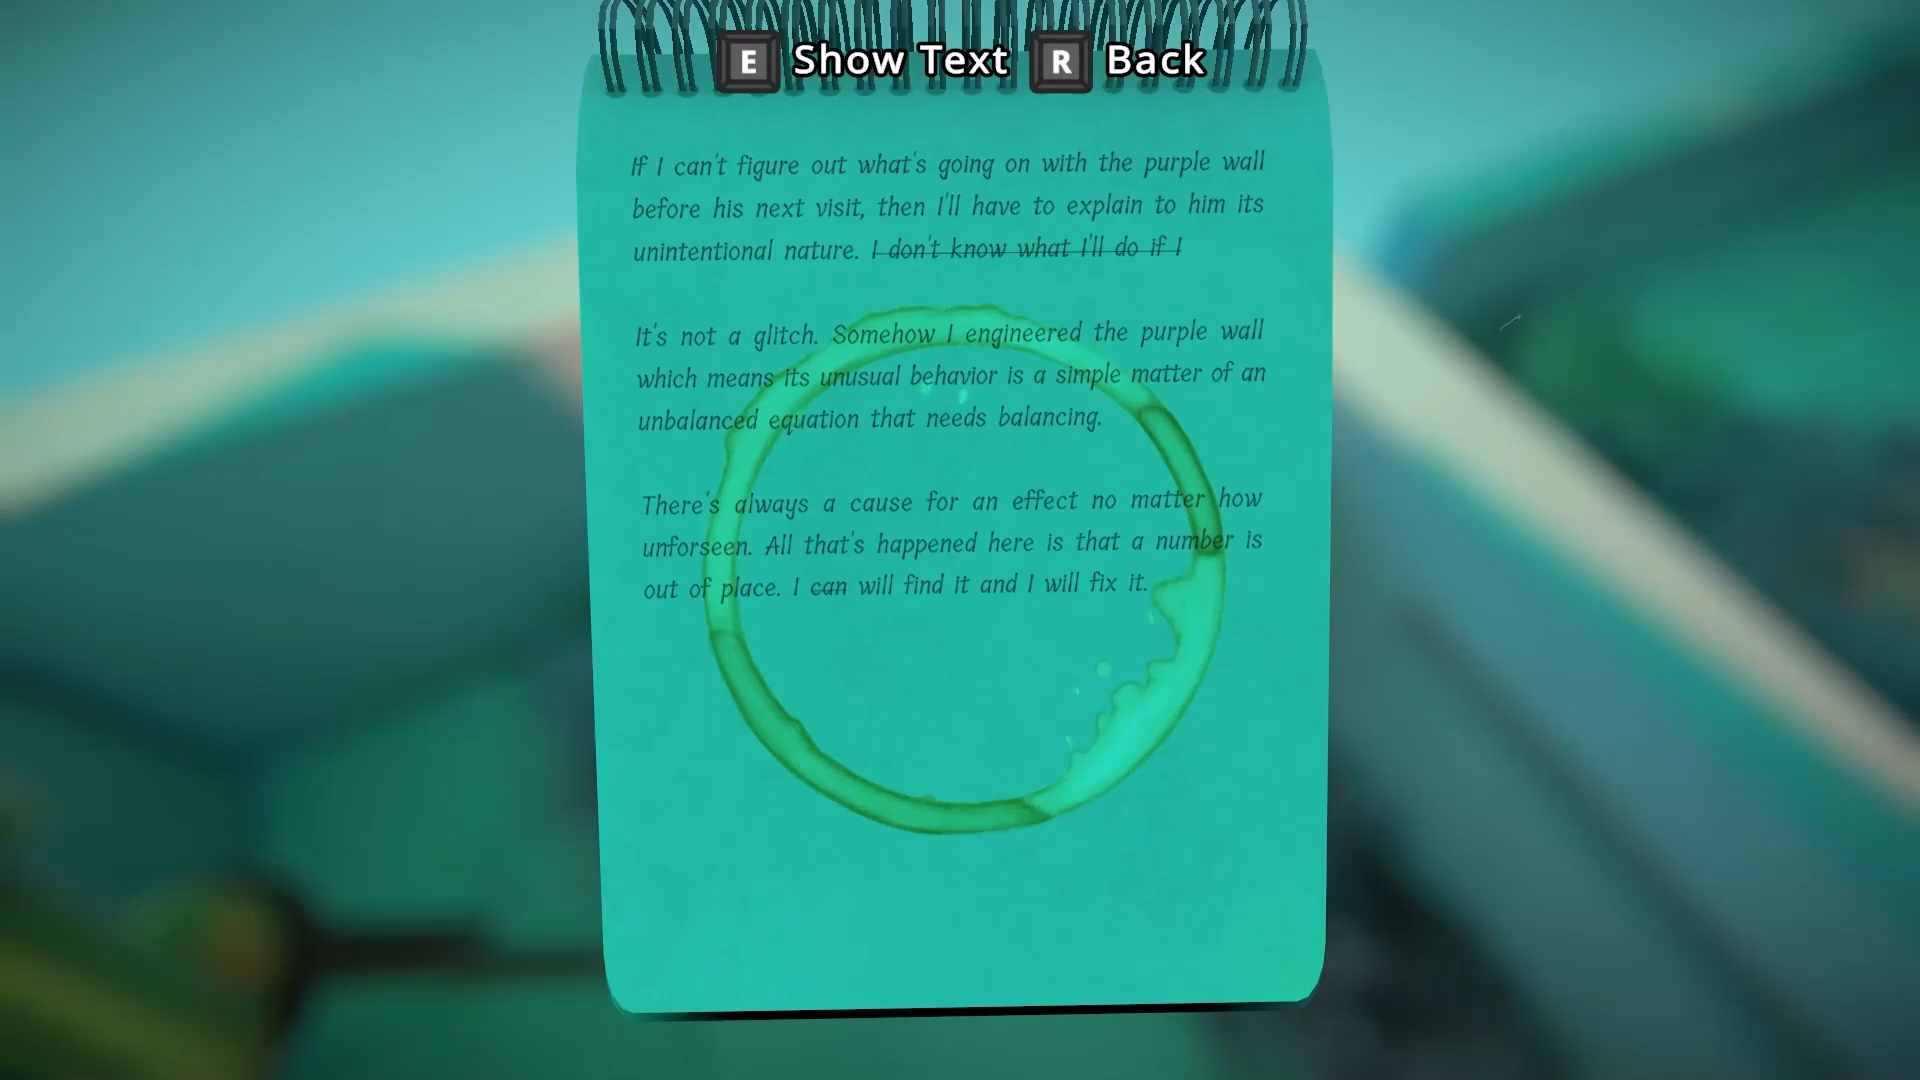 E Show Text R Back
If I can't figure out what's going on with the purple wall
before his next visit, then I'll have to explain to him its
unintentional nature. I don't know what I'll do if I
It's not a glitch. Somehow I engineered the purple wall
which means its unusual behavior is a simple matter of an
unbalanced equation that needs balancing.
There's always a cause for an effect no matter how
unforseen. All that's happened here is that a number is
out of place. I can will find it and I will fix it.